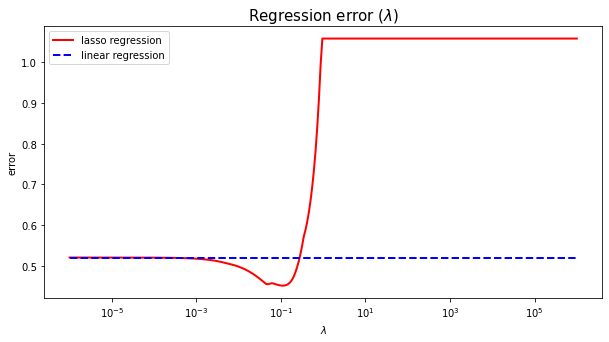 Regression error (λ)
lasso regression
linear regression
error
1.0
0.9
0.8
0.7
0.6
0.5
10⁻⁵ 10⁻³ 10⁻¹ 10¹ 10³ 10⁵
λ